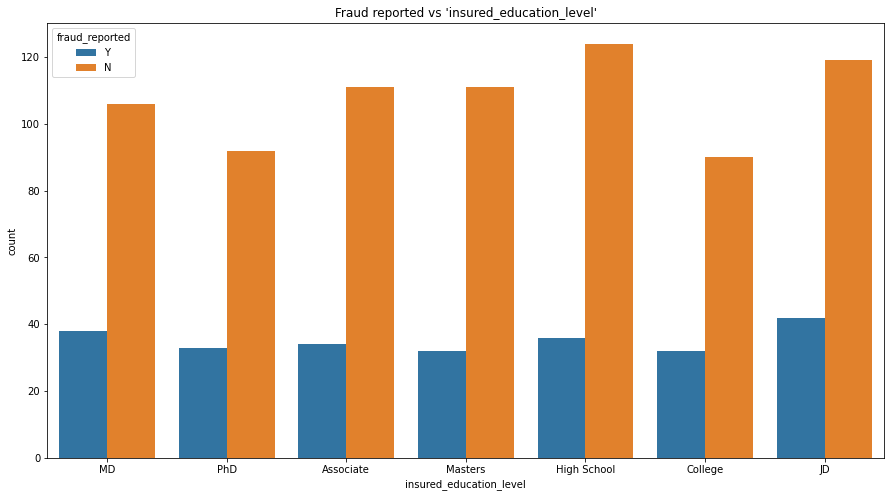 Fraud reported vs 'insured_education_level'
fraud_reported
Y
N
120
100
80
60
40
20
0
count
MD PhD Associate Masters High School College JD
insured_education_level